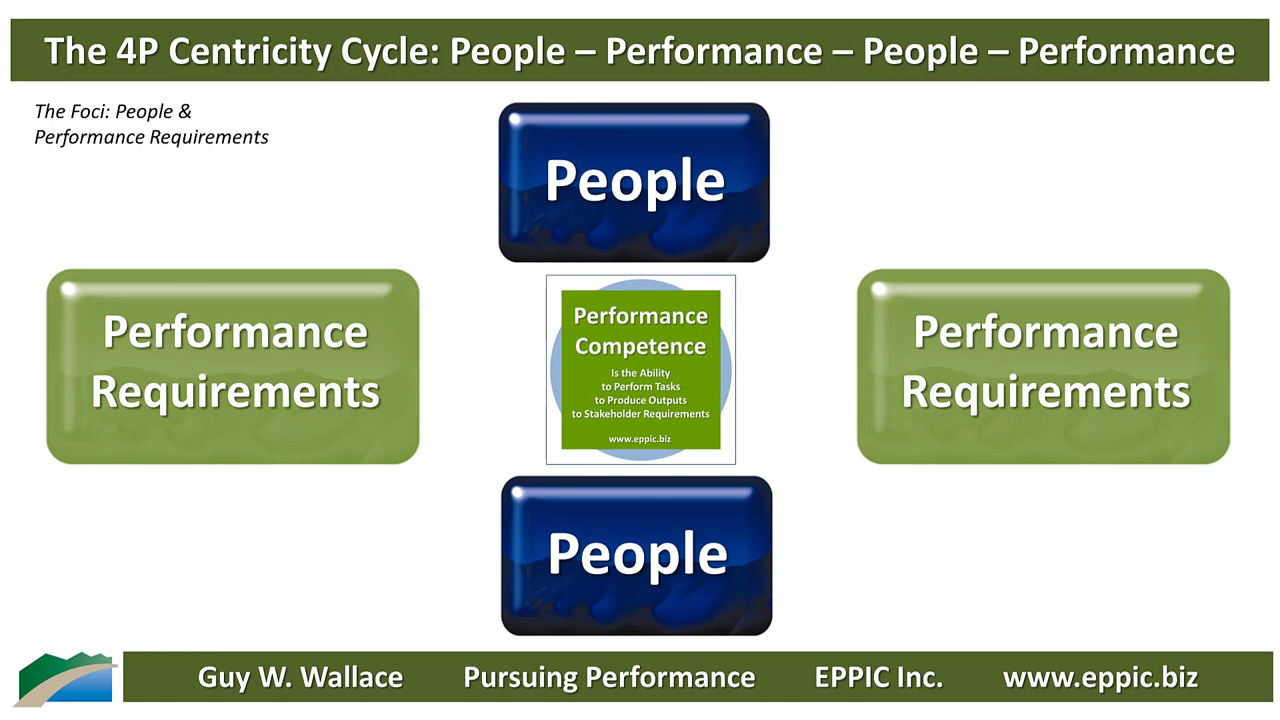 The 4P Centricity Cycle: People – Performance – People – Performance
The Foci: People &
Performance Requirements
People
Performance
Requirements
Performance
Competence
Is the Ability
to Perform Tasks
to Produce Outputs
to Stakeholder Requirements
www.eppic.biz
Performance
Requirements
People
Guy W. Wallace Pursuing Performance EPPIC Inc. www.eppic.biz